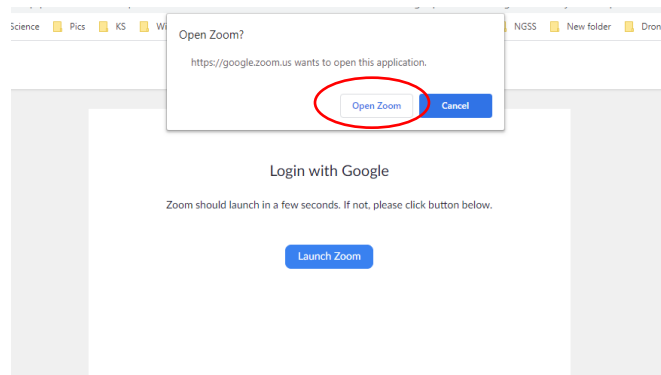 Science Pics KS NGSS New folder
Open Zoom?
https://google.zoom.us wants to open this application.
Open Zoom Cancel
Login with Google
Zoom should launch in a few seconds. If not, please click button below.
Launch Zoom